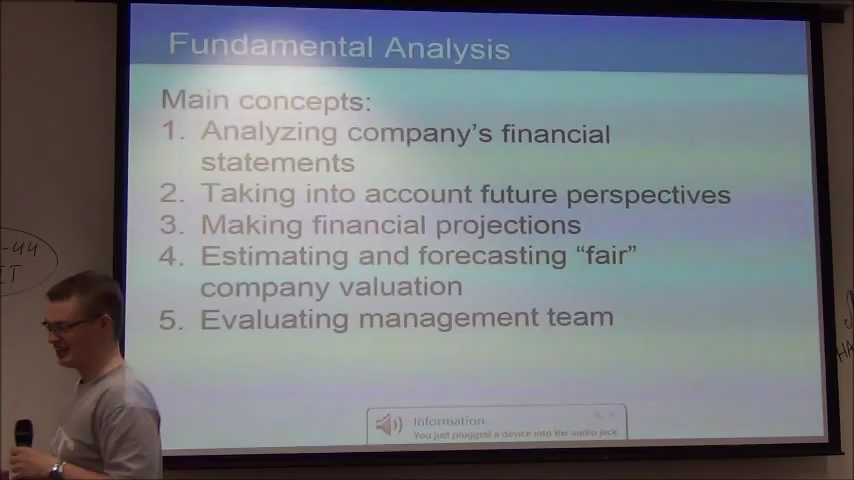 Fundamental Analysis
Main concepts:
1. Analyzing company's financial
statements
2. Taking into account future perspectives
3. Making financial projections
4. Estimating and forecasting "fair"
company valuation
5. Evaluating management team
Information
You just plugged a device into the audio jack